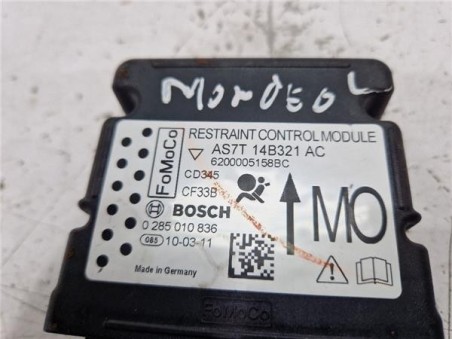 MONDEO L
FoMoCo
RESTRAINT CONTROL MODULE
AS7T 14B321 AC
6200005158BC
CD345
CF33B
BOSCH
0 285 010 836
G85 10-03-11
Made in Germany
MO
FoMoCo